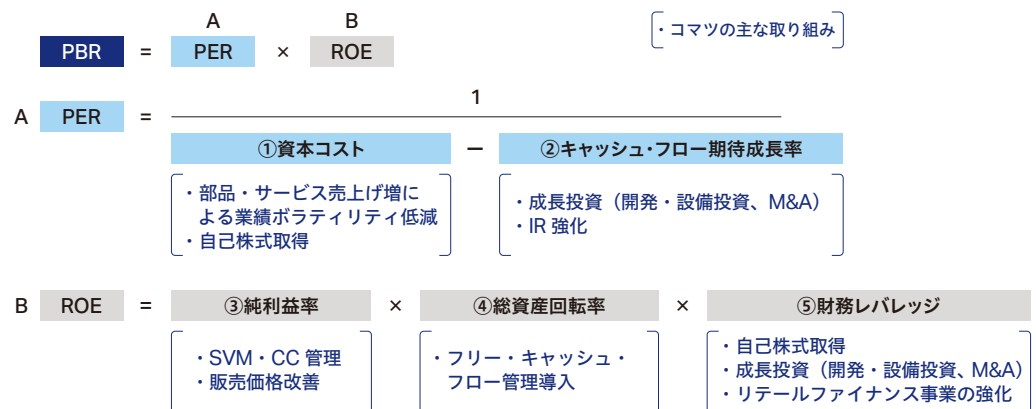 A B
PBR = PER × ROE
・コマツの主な取り組み
1
A PER =
①資本コスト － ②キャッシュ・フロー期待成長率
・部品・サービス売上げ増に
よる業績ボラティリティ低減
・自己株式取得
・成長投資（開発・設備投資、M&A）
・IR 強化
B ROE = ③純利益率 × ④総資産回転率 × ⑤財務レバレッジ
・SVM・CC 管理
・販売価格改善
・フリー・キャッシュ・
フロー管理導入
・自己株式取得
・成長投資（開発・設備投資、M&A）
・リテールファイナンス事業の強化